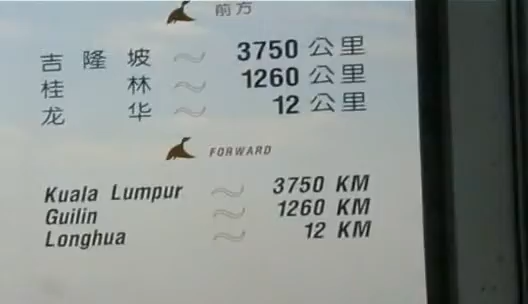 前方
吉隆坡 ~ 3750 公里
桂林 ~ 1260 公里
龙华 ~ 12 公里
FORWARD
Kuala Lumpur ~ 3750 KM
Guilin ~ 1260 KM
Longhua ~ 12 KM